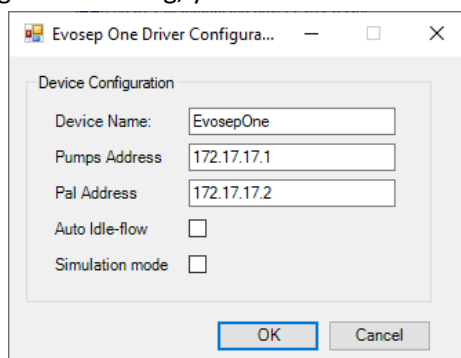 Evosep One Driver Configura...
Device Configuration
Device Name: EvosepOne
Pumps Address 172.17.17.1
Pal Address 172.17.17.2
Auto Idle-flow
Simulation mode
OK Cancel